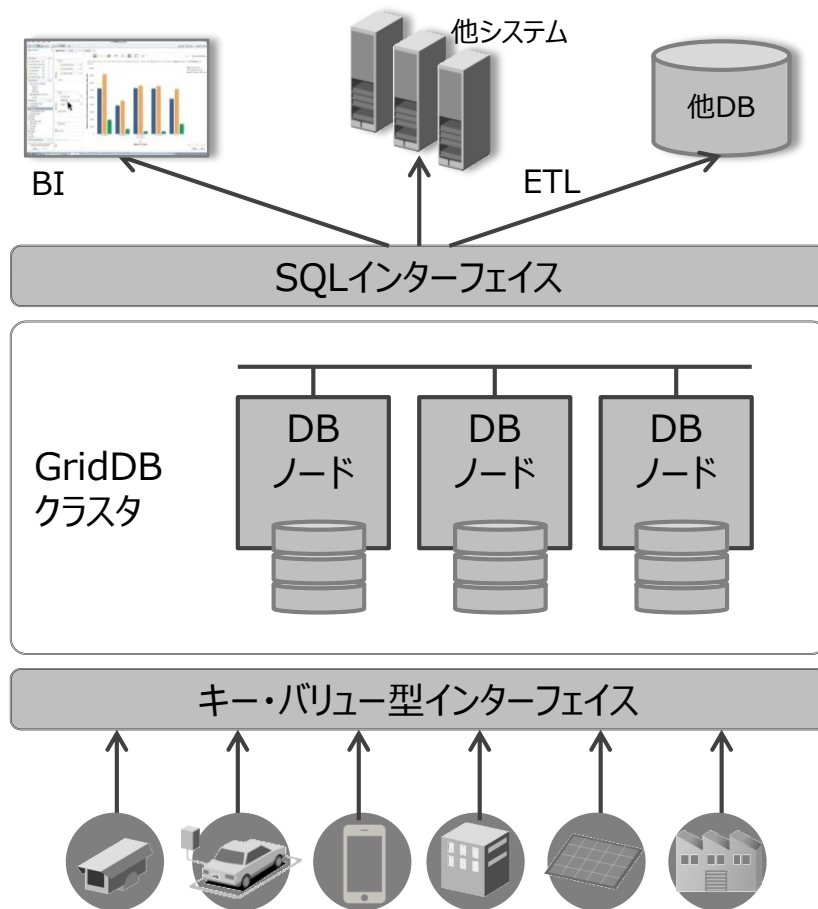 他システム
他DB
BI
ETL
SQLインターフェイス
GridDB
クラスタ
DB
ノード
DB
ノード
DB
ノード
キー・バリュー型インターフェイス